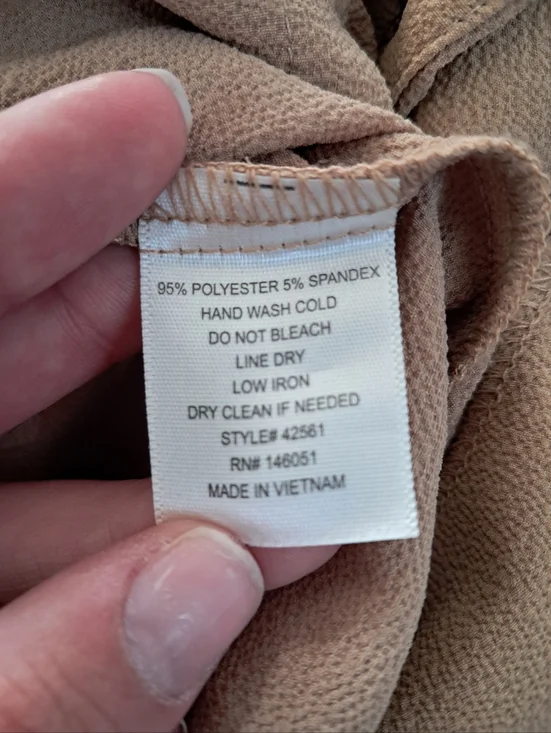 95% POLYESTER 5% SPANDEX
HAND WASH COLD
DO NOT BLEACH
LINE DRY
LOW IRON
DRY CLEAN IF NEEDED
STYLE# 42561
RN# 146051
MADE IN VIETNAM